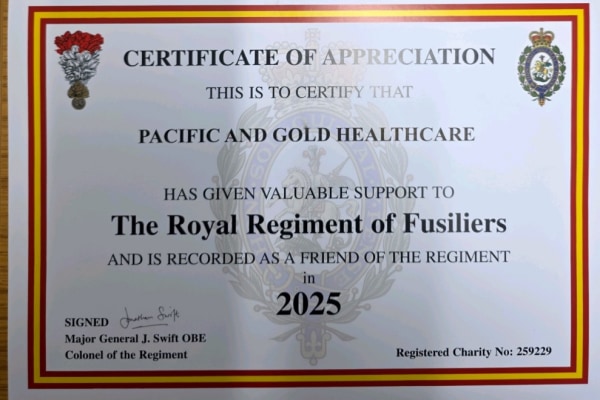 CERTIFICATE OF APPRECIATION
THIS IS TO CERTIFY THAT
PACIFIC AND GOLD HEALTHCARE
HAS GIVEN VALUABLE SUPPORT TO
The Royal Regiment of Fusiliers
AND IS RECORDED AS A FRIEND OF THE REGIMENT
in
2025
SIGNED Jonathan Swift
Major General J. Swift OBE
Colonel of the Regiment
Registered Charity No: 259229